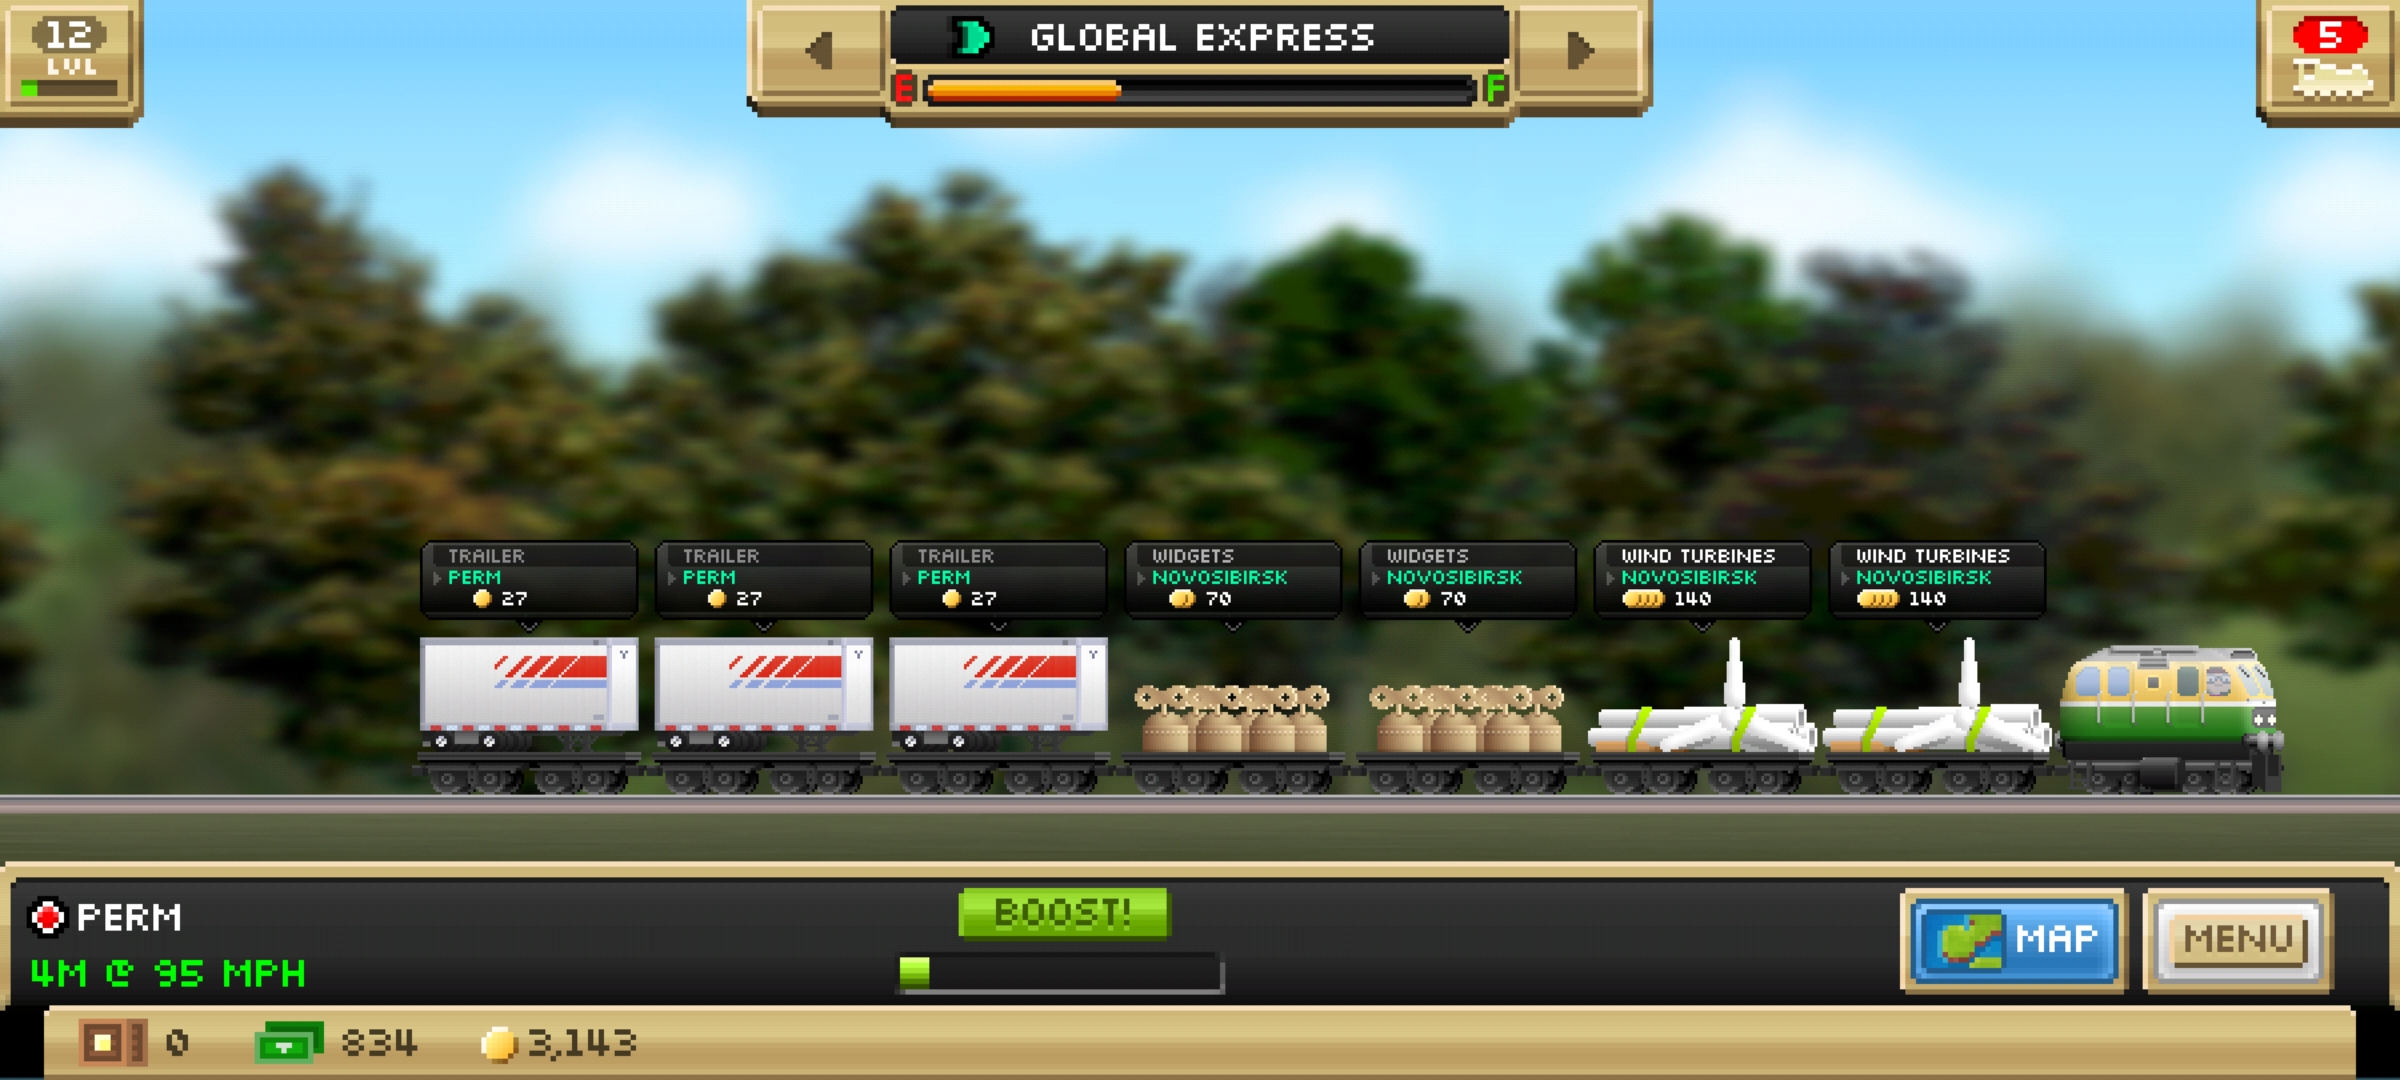 12
LVL
GLOBAL EXPRESS
E F
5
TRAILER
PERM
27
TRAILER
PERM
27
TRAILER
PERM
27
WIDGETS
NOVOSIBIRSK
70
WIDGETS
NOVOSIBIRSK
70
WIND TURBINES
NOVOSIBIRSK
140
WIND TURBINES
NOVOSIBIRSK
140
PERM
4M @ 95 MPH
BOOST!
MAP
MENU
0 834 3,143